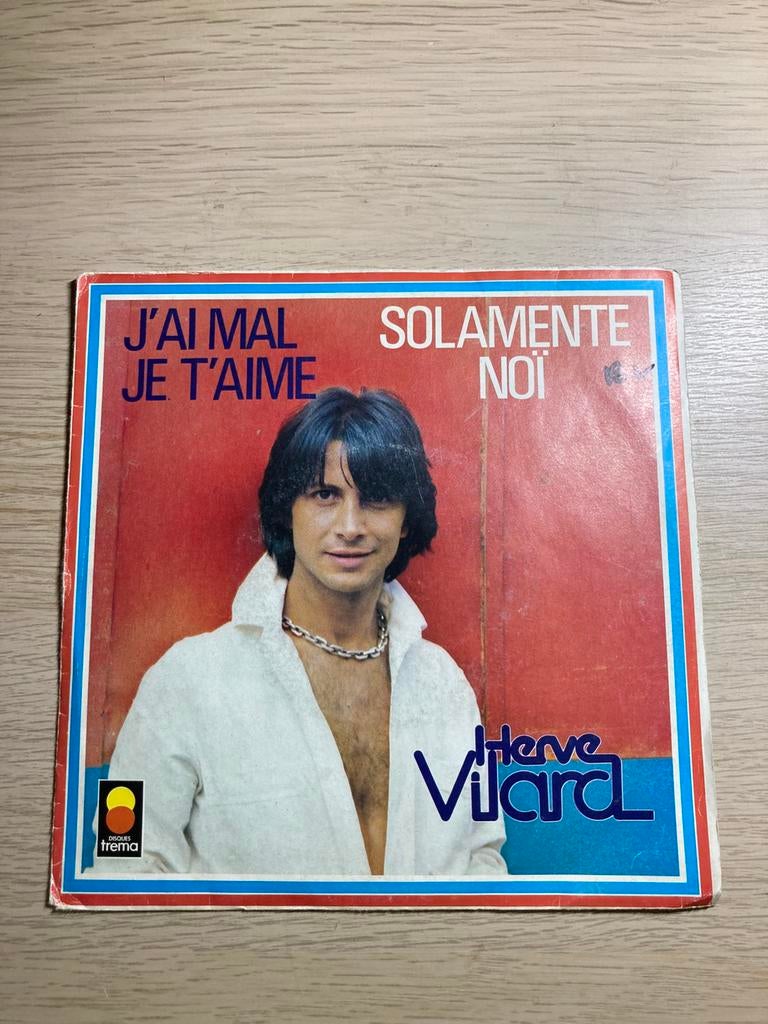 J'AI MAL
JE T'AIME
SOLAMENTE
NOÏ
Herve
Vilard
DISQUES
trema